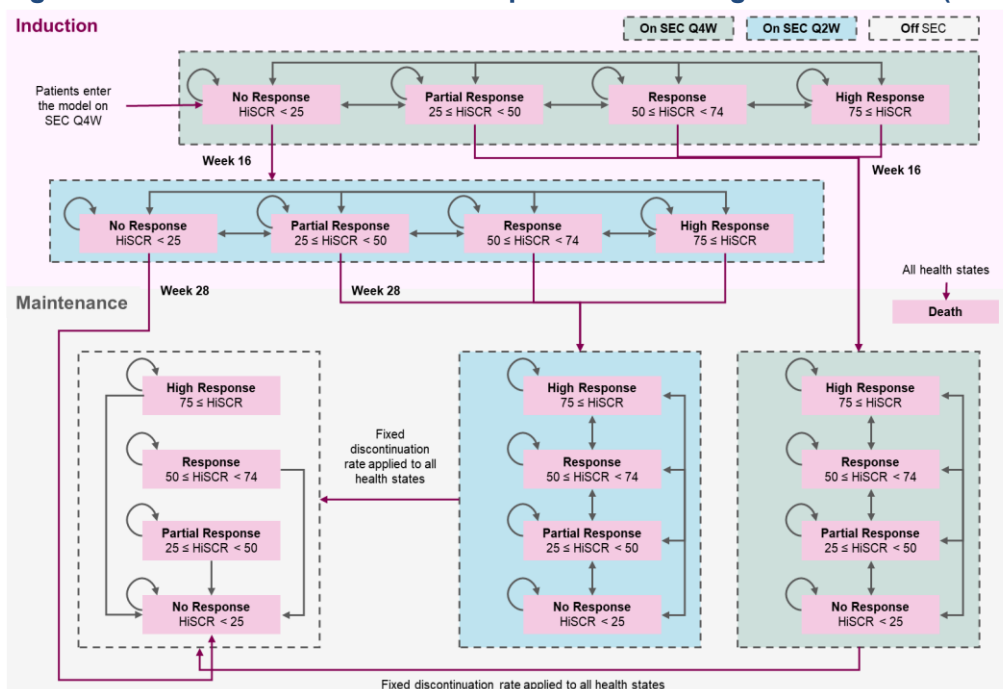 Induction
On SEC Q4W
On SEC Q2W
Off SEC
Patients enter
the model on
SEC Q4W
No Response
HiSCR < 25
Partial Response
25 ≤ HiSCR < 50
Response
50 ≤ HiSCR < 74
High Response
75 ≤ HiSCR
Week 16
Week 16
No Response
HiSCR < 25
Partial Response
25 ≤ HiSCR < 50
Response
50 ≤ HiSCR < 74
High Response
75 ≤ HiSCR
All health states
Death
Week 28
Week 28
Maintenance
High Response
75 ≤ HiSCR
Response
50 ≤ HiSCR < 74
Partial Response
25 ≤ HiSCR < 50
No Response
HiSCR < 25
Fixed
discontinuation
rate applied to all
health states
High Response
75 ≤ HiSCR
Response
50 ≤ HiSCR < 74
Partial Response
25 ≤ HiSCR < 50
No Response
HiSCR < 25
High Response
75 ≤ HiSCR
Response
50 ≤ HiSCR < 74
Partial Response
25 ≤ HiSCR < 50
No Response
HiSCR < 25
Fixed discontinuation rate applied to all health states